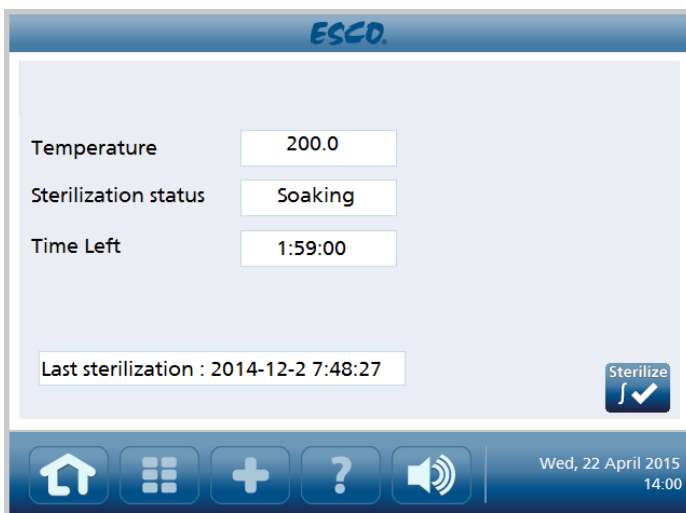 ESCO®
Temperature 200.0
Sterilization status Soaking
Time Left 1:59:00
Last sterilization : 2014-12-2 7:48:27
Sterilize
?
Wed, 22 April 2015
14:00